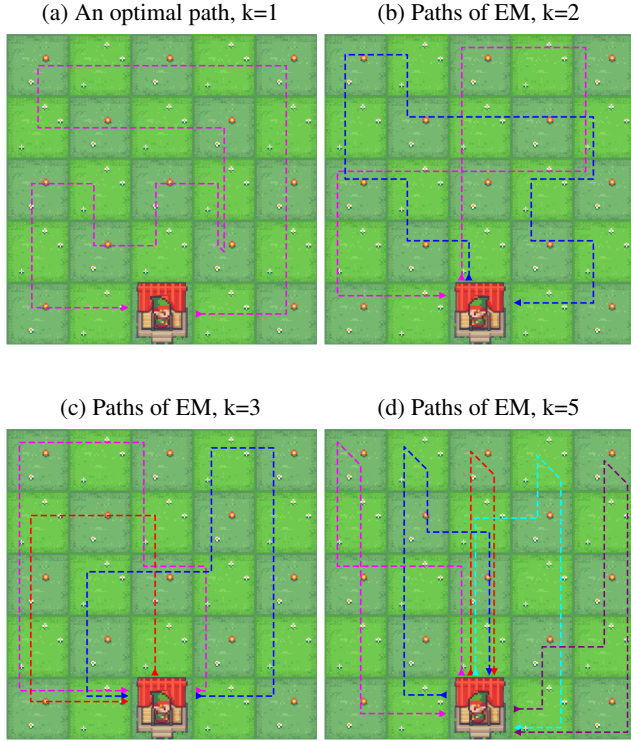 (a) An optimal path, k=1
(b) Paths of EM, k=2
(c) Paths of EM, k=3
(d) Paths of EM, k=5